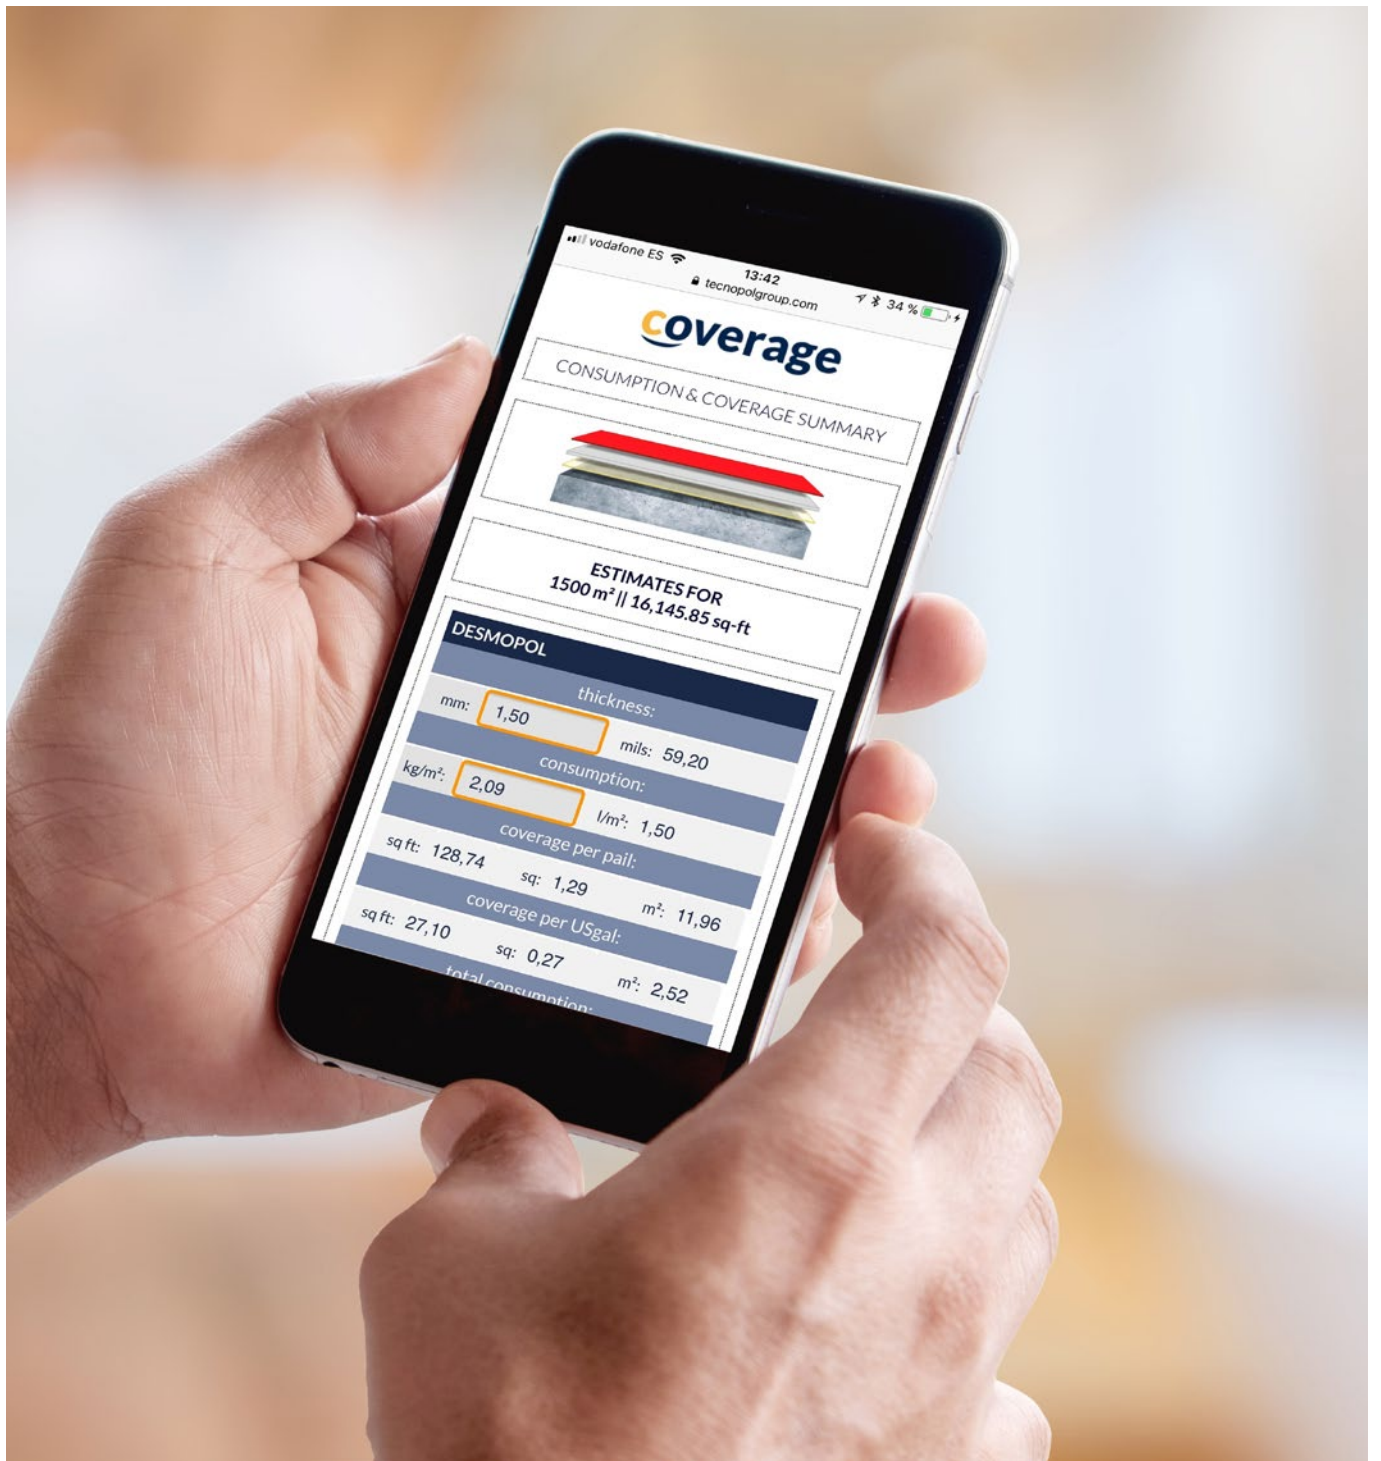 vodafone ES
13:42
34 %
tecnopolgroup.com
coverage
CONSUMPTION & COVERAGE SUMMARY
ESTIMATES FOR
1500 m² || 16,145.85 sq-ft
DESMOPOL
thickness:
mm: 1,50 mils: 59,20
consumption:
kg/m²: 2,09 l/m²: 1,50
coverage per pail:
sq ft: 128,74 sq: 1,29 m²: 11,96
coverage per USgal:
sq ft: 27,10 sq: 0,27 m²: 2,52
total consumption: